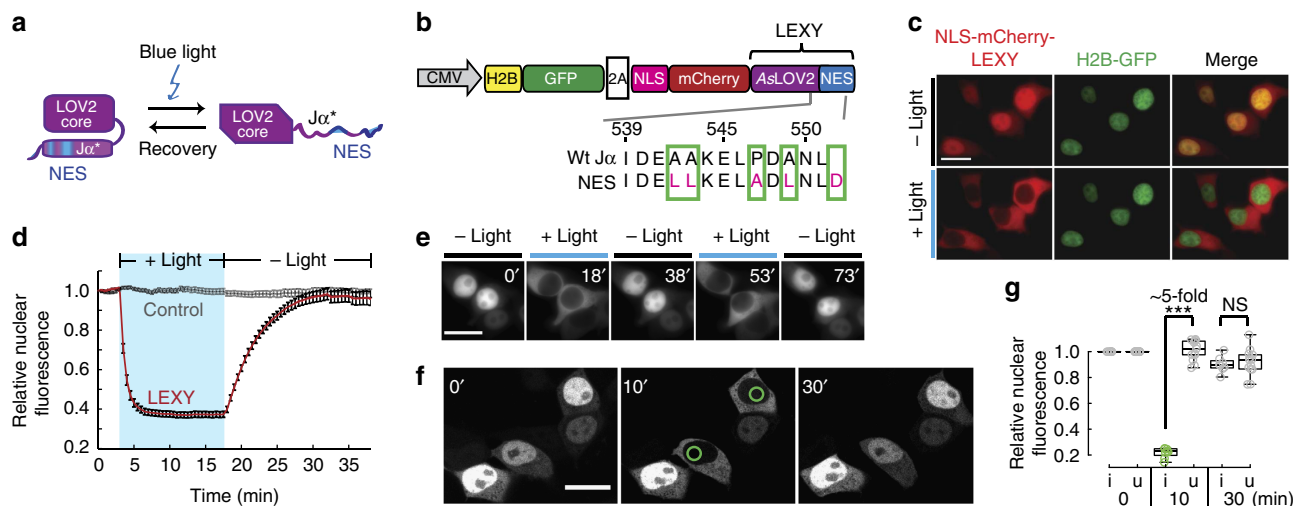 a
Blue light
LOV2
core
Jα*
NES
Recovery
LOV2
core
Jα*
NES
b
LEXY
CMV
H2B
GFP
2A
NLS
mCherry
AsLOV2
NES
539 545 550
Wt Jα I D E A A K E L P D A N L
NES I D E L L K E L A D L N L D
c
NLS-mCherry-
LEXY
H2B-GFP
Merge
– Light
+ Light
d
+ Light – Light
Relative nuclear
fluorescence
1.0
0.8
0.6
0.4
0.2
Control
LEXY
0 5 10 15 20 25 30 35
Time (min)
e
– Light + Light – Light + Light – Light
0′ 18′ 38′ 53′ 73′
f
0′ 10′ 30′
g
~5-fold
***
NS
Relative nuclear
fluorescence
1.0
0.8
0.6
0.4
0.2
i u i u i u
0 10 30 (min)